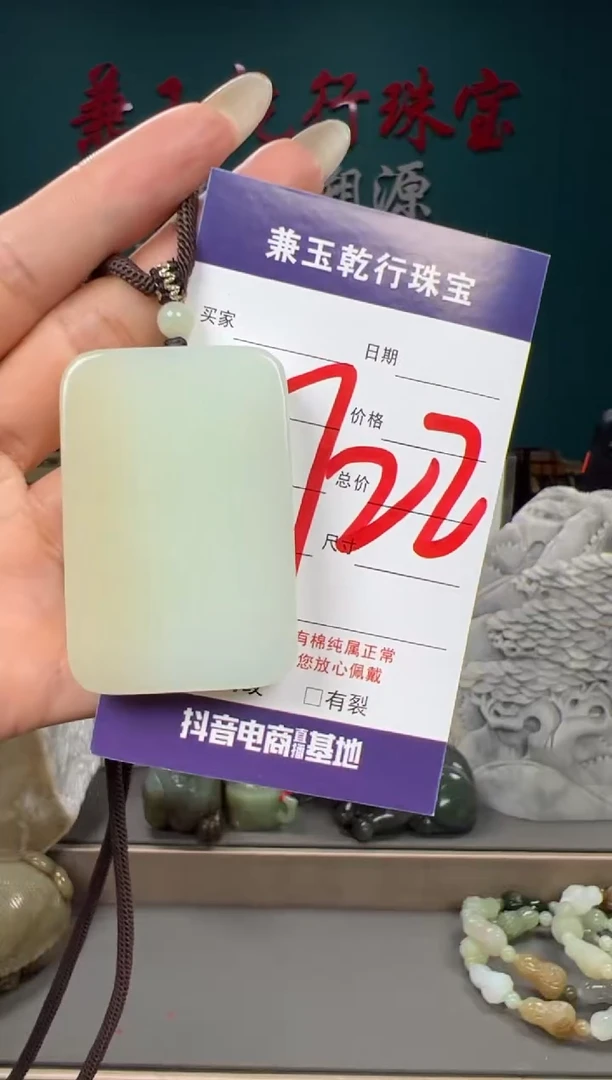 行珠宝
溯源
兼玉乾行珠宝
买家
日期
价格
总价
尺寸
有棉纯属正常
您放心佩戴
□有裂
抖音电商直播基地